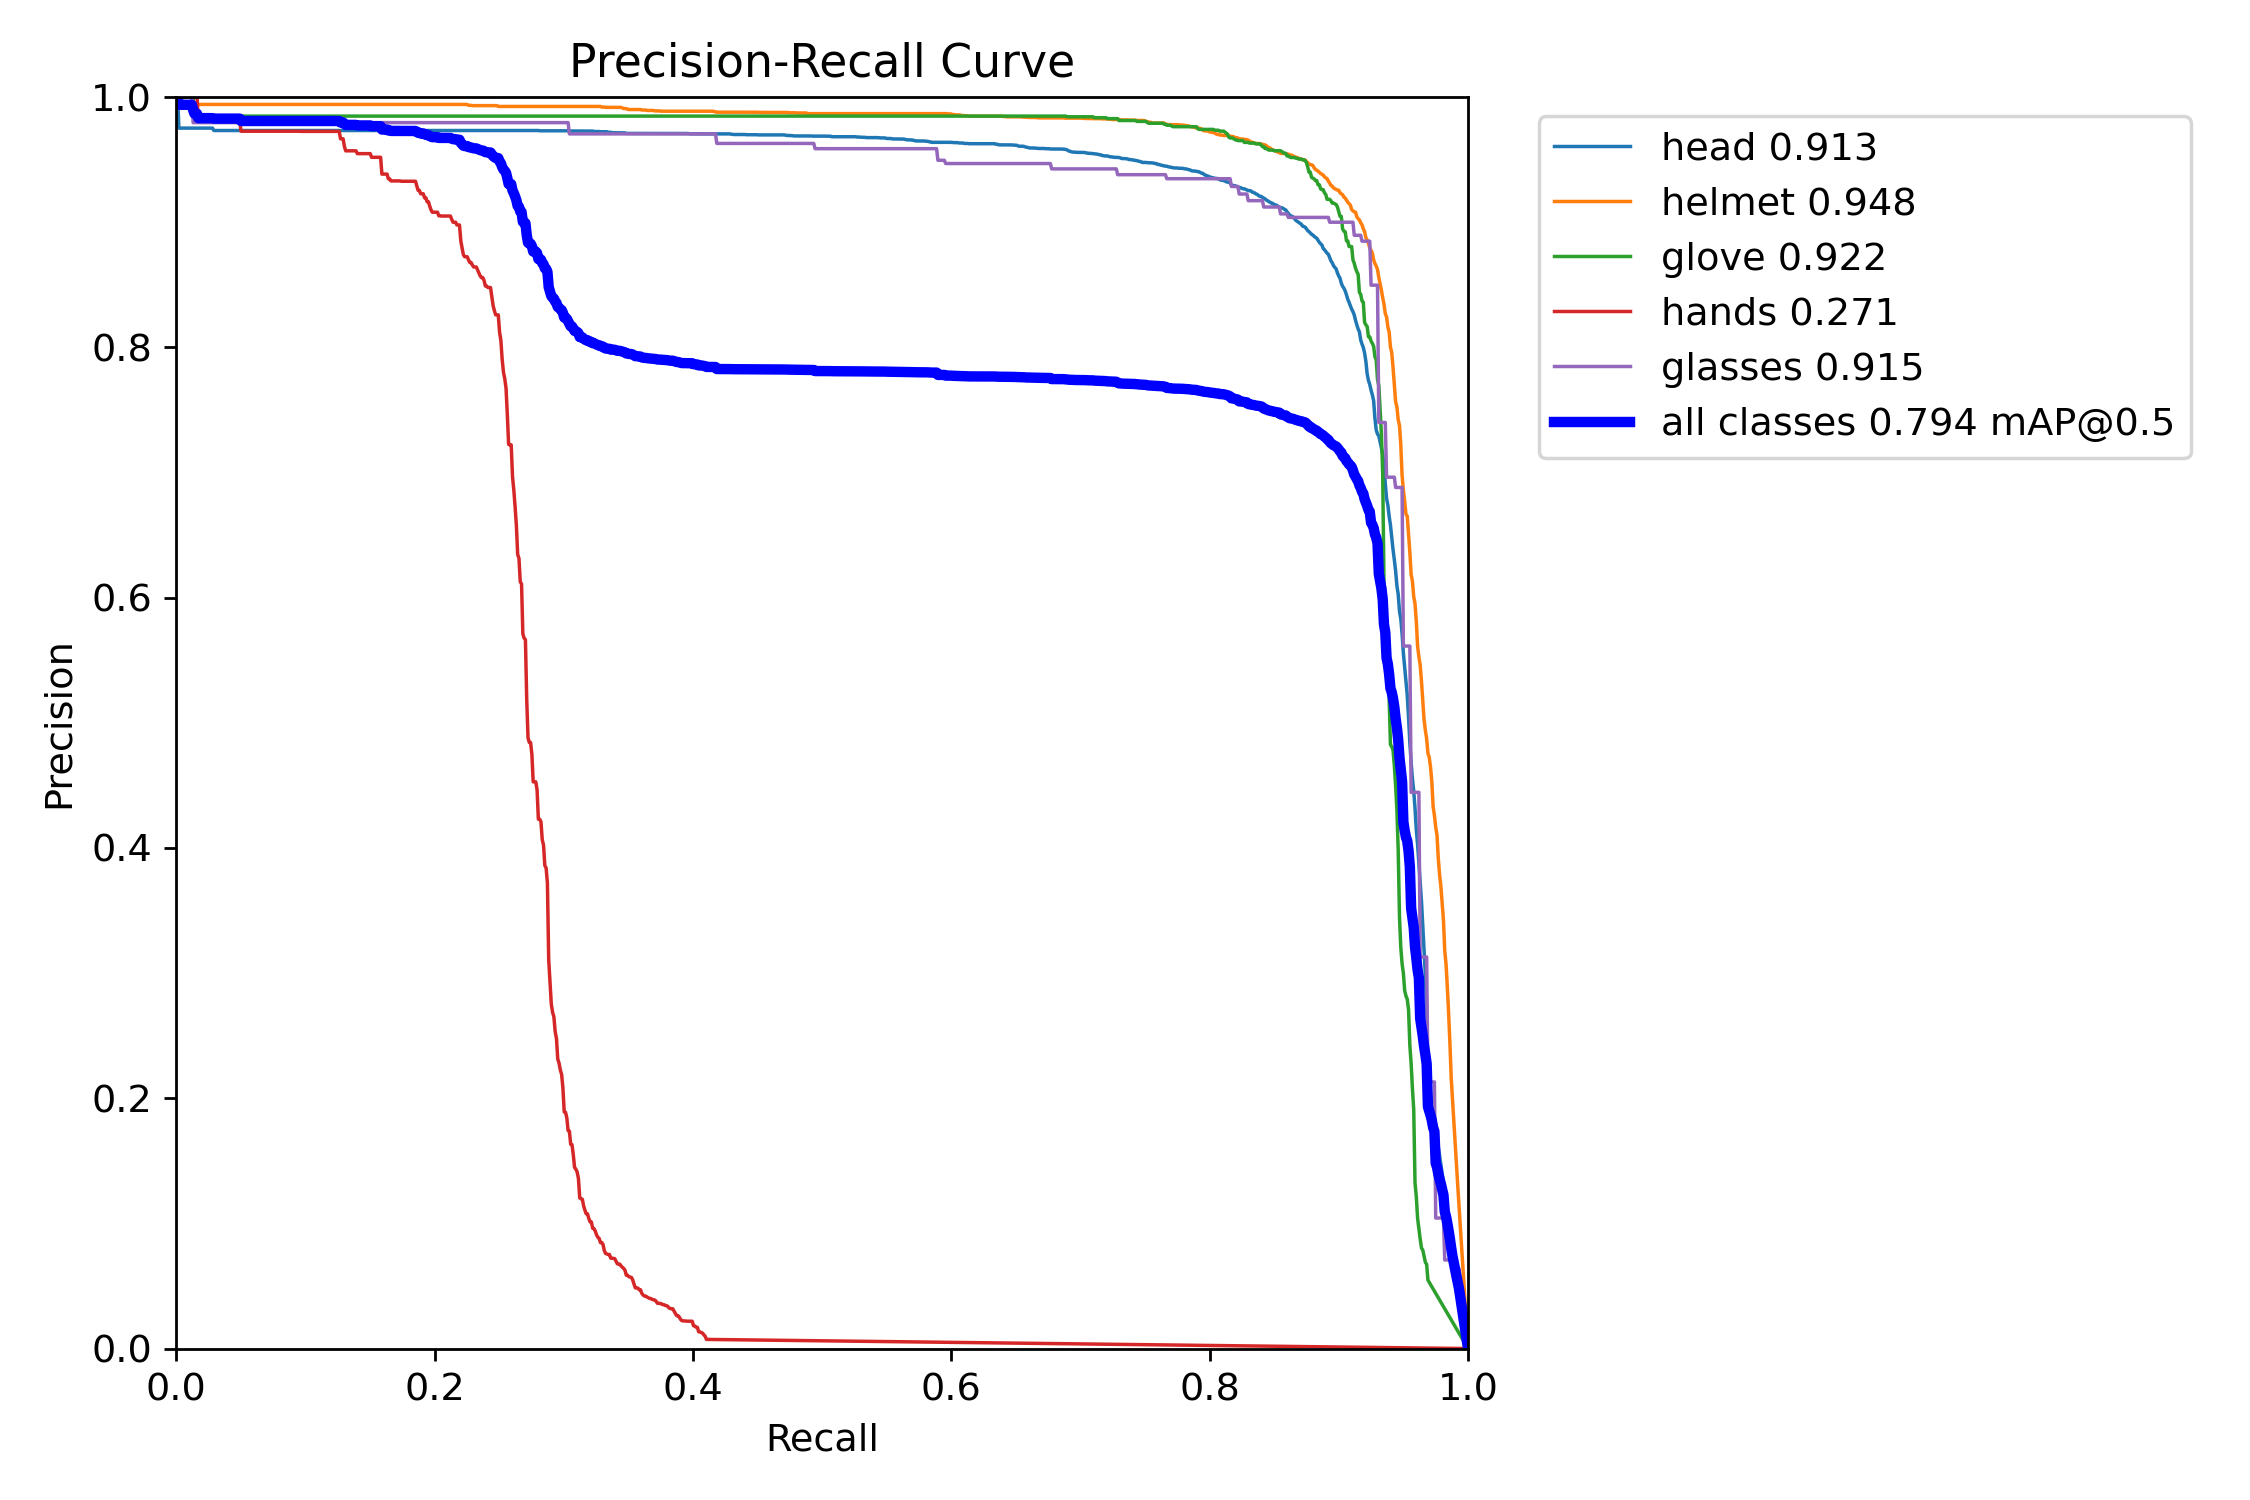 Precision-Recall Curve
1.0
0.8
0.6
0.4
0.2
0.0
Precision
0.0 0.2 0.4 0.6 0.8 1.0
Recall
head 0.913
helmet 0.948
glove 0.922
hands 0.271
glasses 0.915
all classes 0.794 mAP@0.5